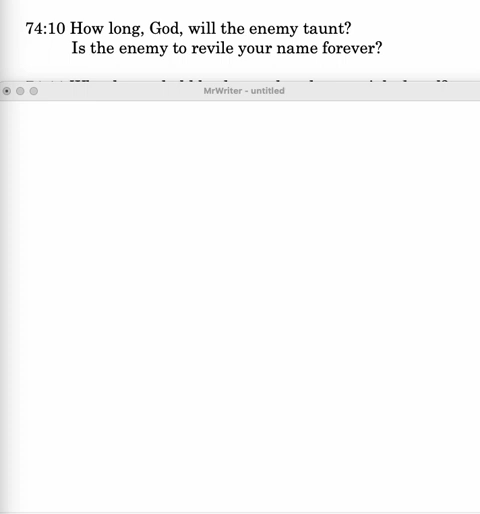 74:10 How long, God, will the enemy taunt?
Is the enemy to revile your name forever?
MrWriter - untitled